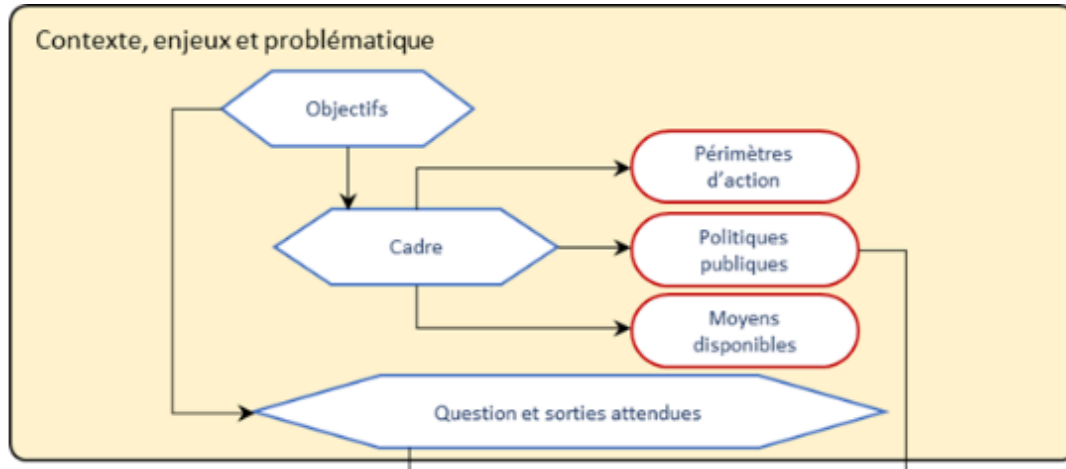 Contexte, enjeux et problématique
Objectifs
Périmètres
d'action
Cadre
Politiques
publiques
Moyens
disponibles
Question et sorties attendues